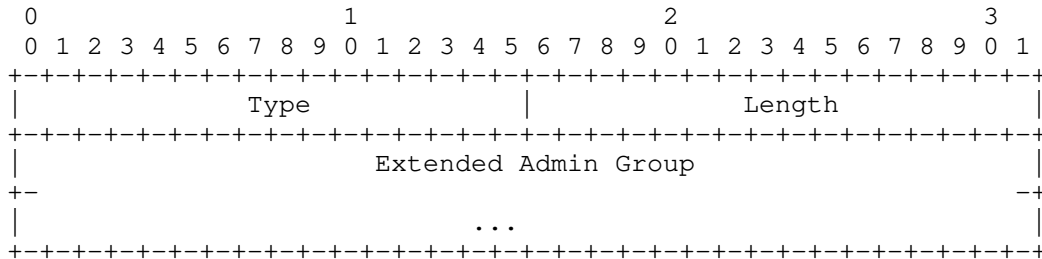 0                   1                   2                   3
 0 1 2 3 4 5 6 7 8 9 0 1 2 3 4 5 6 7 8 9 0 1 2 3 4 5 6 7 8 9 0 1
+-+-+-+-+-+-+-+-+-+-+-+-+-+-+-+-+-+-+-+-+-+-+-+-+-+-+-+-+-+-+-+-+
|              Type             |             Length            |
+-+-+-+-+-+-+-+-+-+-+-+-+-+-+-+-+-+-+-+-+-+-+-+-+-+-+-+-+-+-+-+-+
|                      Extended Admin Group                     |
+-                                                             -+
|                            ...                                |
+-+-+-+-+-+-+-+-+-+-+-+-+-+-+-+-+-+-+-+-+-+-+-+-+-+-+-+-+-+-+-+-+